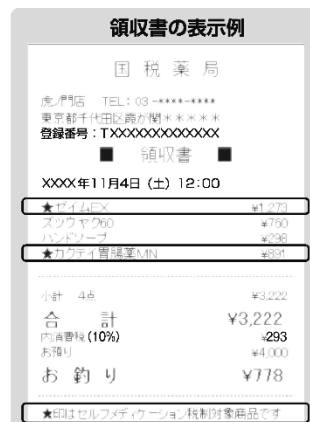 領収書の表示例
国税薬局
虎ノ門店 TEL：03-****-****
東京都千代田区霞が関＊＊＊＊＊
登録番号：TXXXXXXXXXXXXX
■ 領収書 ■
XXXX年11月4日（土）12：00
★ゼイムEX ¥1,273
ズツウヤク60 ¥760
ハンドソープ ¥298
★カクテイ胃腸薬MN ¥891
小計 4点 ¥3,222
合計 ¥3,222
内消費税(10%) ¥293
お預り ¥4,000
お釣り ¥778
★印はセルフメディケーション税制対象商品です